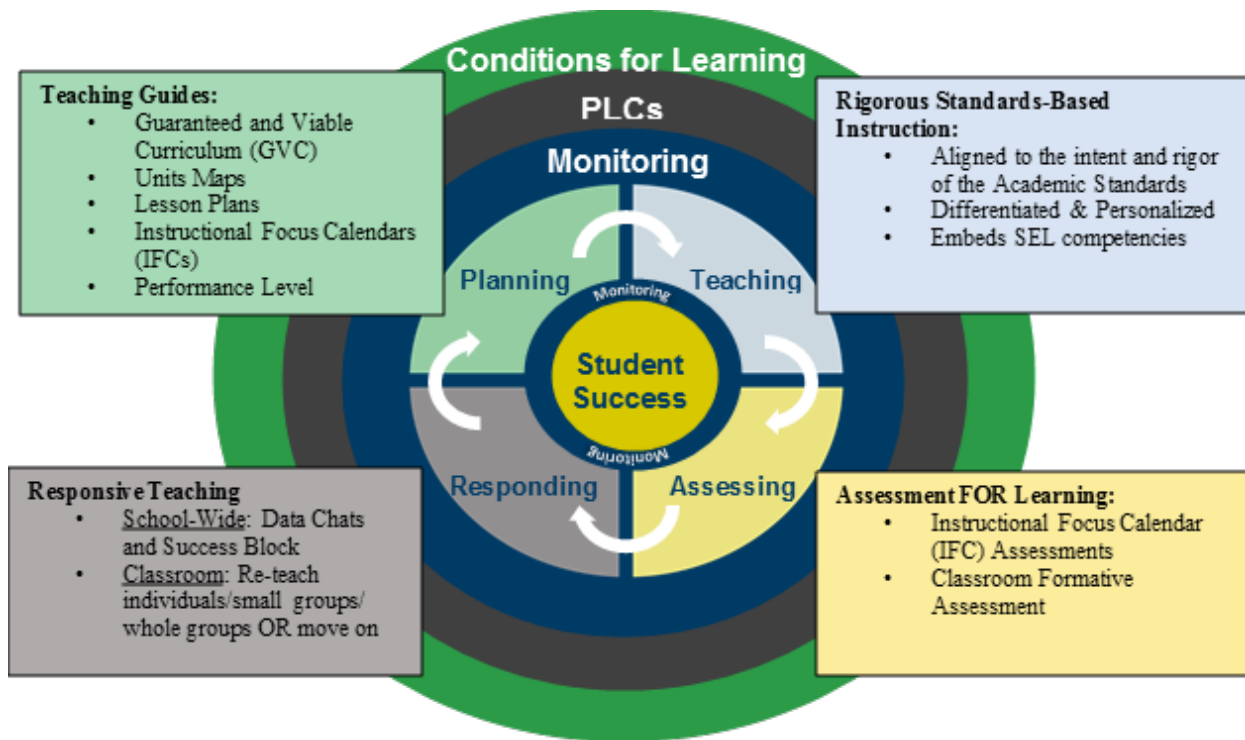 Conditions for Learning
PLCs
Monitoring
Teaching Guides:
• Guaranteed and Viable
Curriculum (GVC)
• Units Maps
• Lesson Plans
• Instructional Focus Calendars
(IFCs)
• Performance Level
Rigorous Standards-Based
Instruction:
• Aligned to the intent and rigor
of the Academic Standards
• Differentiated & Personalized
• Embeds SEL competencies
Planning
Teaching
Monitoring
Student
Success
Monitoring
Responding
Assessing
Responsive Teaching
• School-Wide: Data Chats
and Success Block
• Classroom: Re-teach
individuals/small groups/
whole groups OR move on
Assessment FOR Learning:
• Instructional Focus Calendar
(IFC) Assessments
• Classroom Formative
Assessment